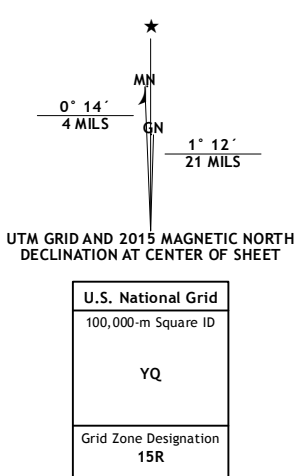 ★
MN
0° 14´
4 MILS
GN
1° 12´
21 MILS
UTM GRID AND 2015 MAGNETIC NORTH
DECLINATION AT CENTER OF SHEET
U.S. National Grid
100,000-m Square ID
YQ
Grid Zone Designation
15R